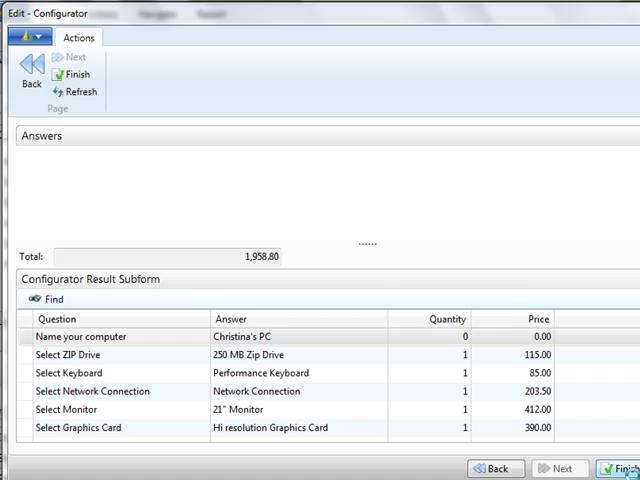 Edit - Configurator
Actions
Back
Next
Finish
Refresh
Page
Answers
Total: 1,958.80
Configurator Result Subform
Find
Question Answer Quantity Price
Name your computer Christina's PC 0 0.00
Select ZIP Drive 250 MB Zip Drive 1 115.00
Select Keyboard Performance Keyboard 1 85.00
Select Network Connection Network Connection 1 203.50
Select Monitor 21" Monitor 1 412.00
Select Graphics Card Hi resolution Graphics Card 1 390.00
Back Next Finish